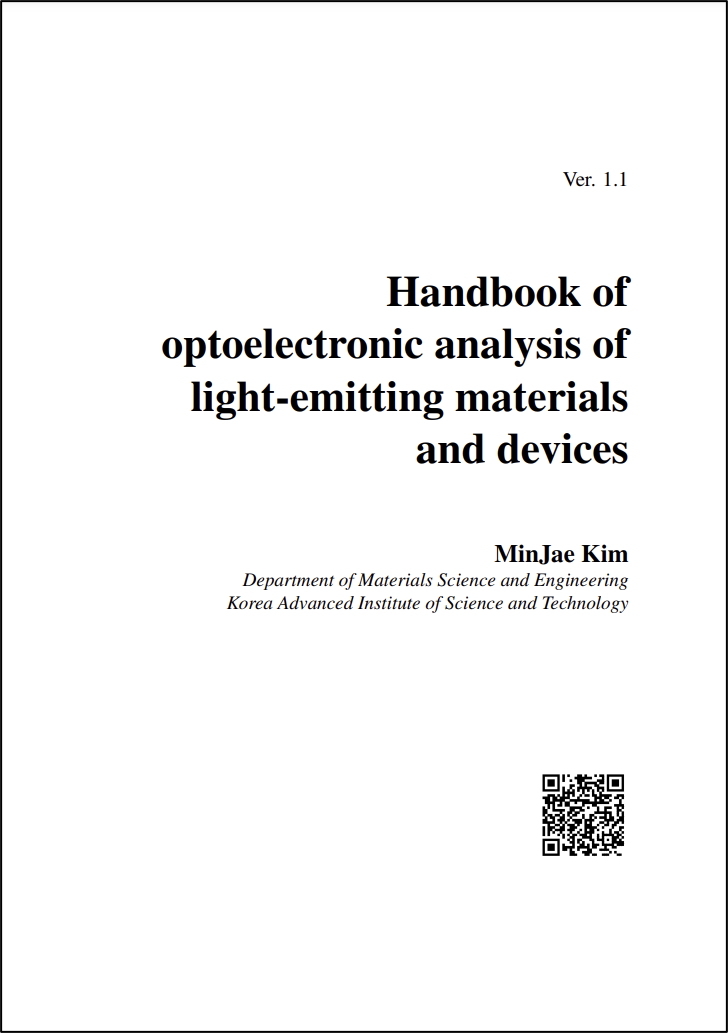 Ver. 1.1
Handbook of
optoelectronic analysis of
light-emitting materials
and devices
MinJae Kim
Department of Materials Science and Engineering
Korea Advanced Institute of Science and Technology